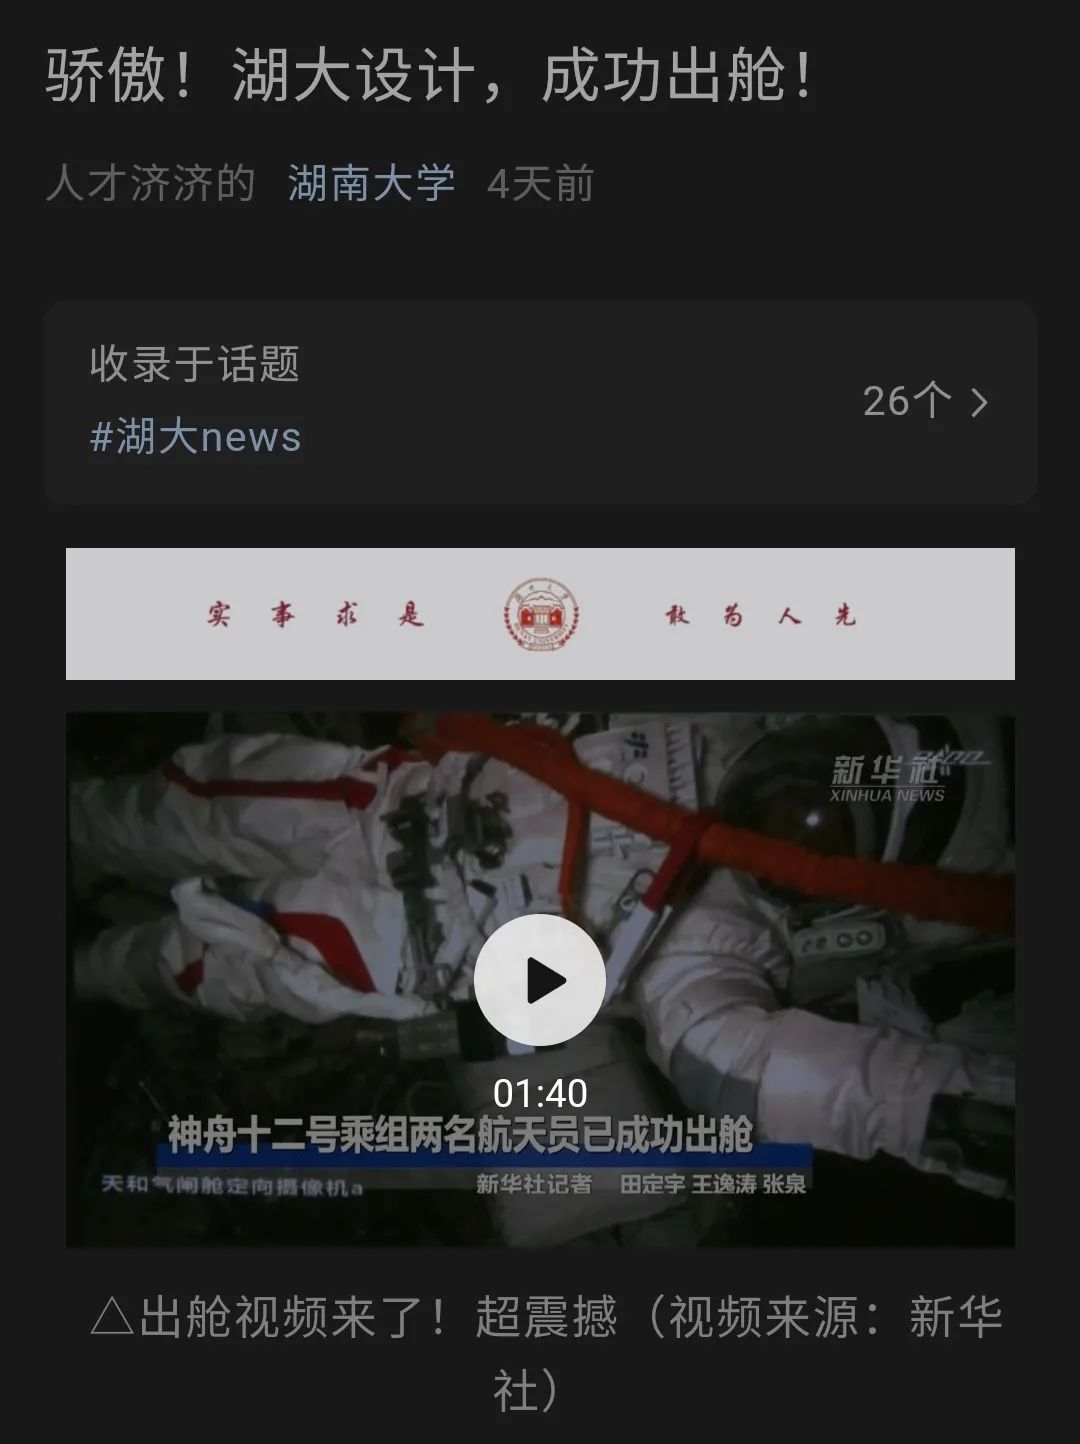 骄傲！湖大设计，成功出舱！
人才济济的 湖南大学 4天前
收录于话题
#湖大news
26个
实事求是 敢为人先
新华社
XINHUA NEWS
01:40
神舟十二号乘组两名航天员已成功出舱
天和气闸舱定向摄像机a
新华社记者 田定宇 王逸涛 张泉
△出舱视频来了！超震撼（视频来源：新华
社）